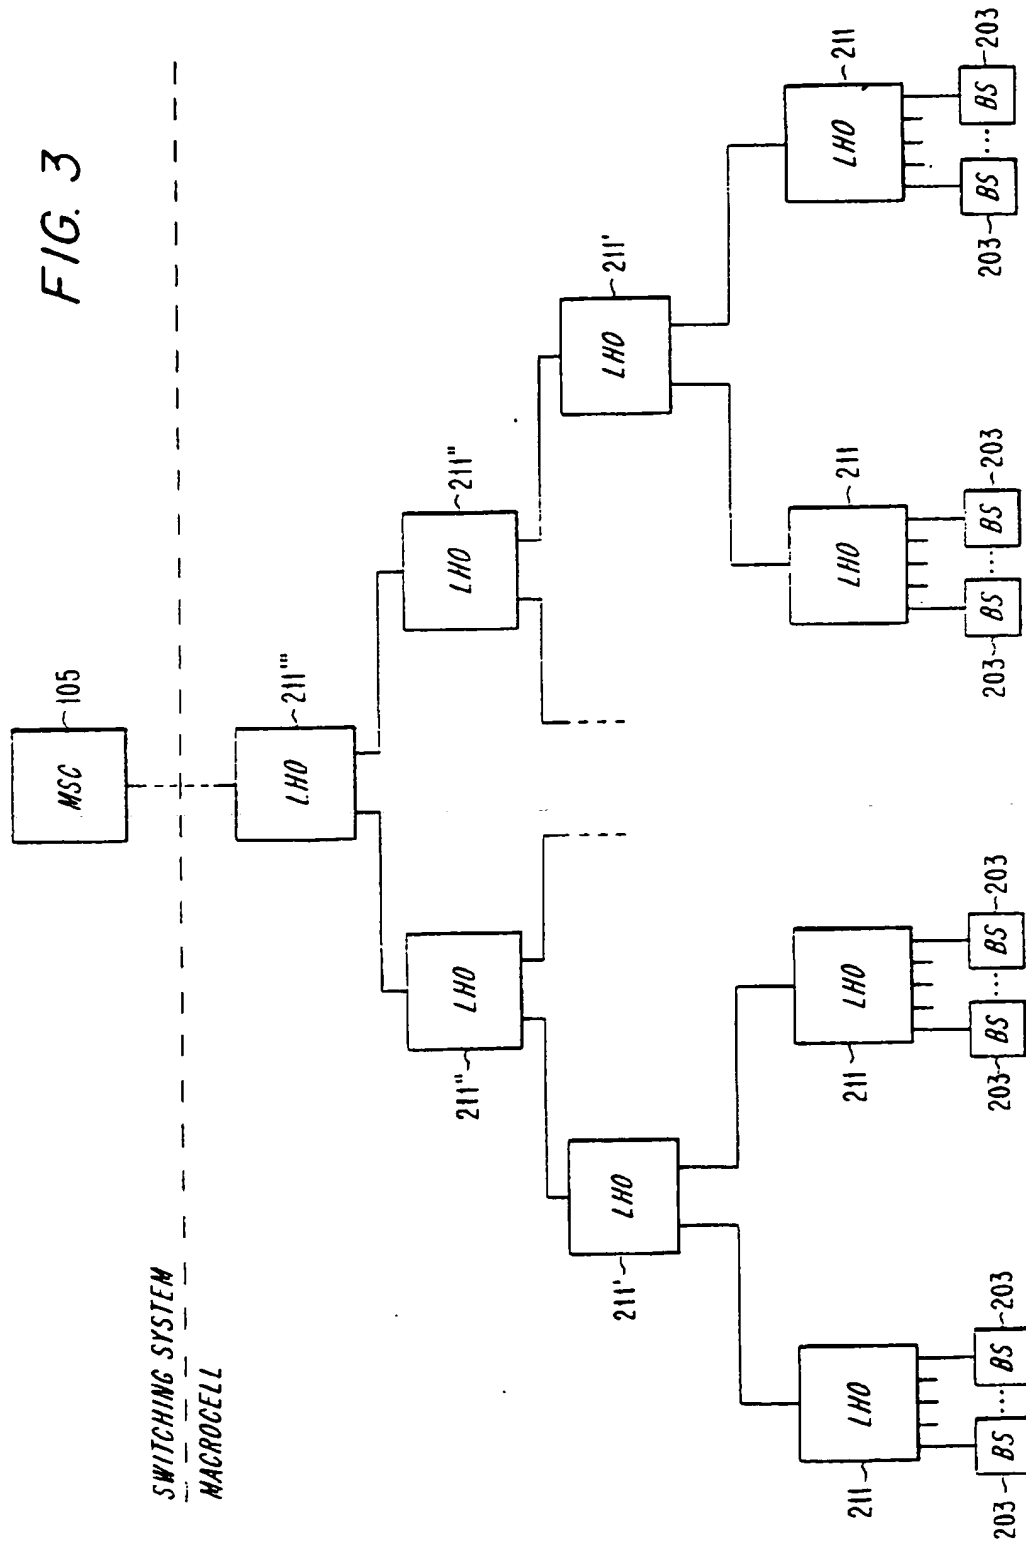 FIG. 3
MSC
105
SWITCHING SYSTEM
MACROCELL
LHO
211'''
LHO
211''
LHO
211''
LHO
211'
LHO
211'
LHO
211
LHO
211
LHO
211
LHO
211
203
BS
...
BS
203
203
BS
...
BS
203
203
BS
...
BS
203
203
BS
...
BS
203